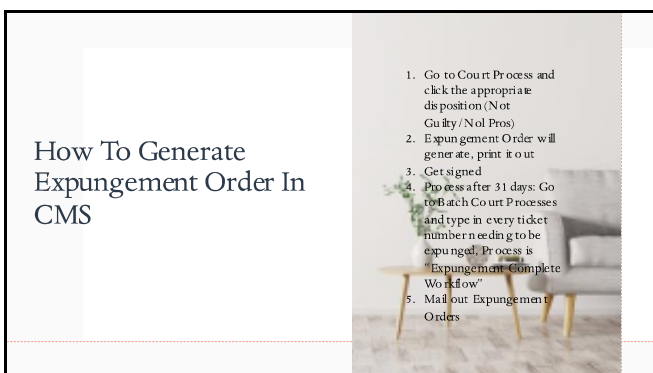 How To Generate
Expungement Order In
CMS
1. Go to Court Process and
click the appropriate
disposition (Not
Guilty/Nol Pros)
2. Expungement Order will
generate, print it out
3. Get signed
4. Process after 31 days: Go
to Batch Court Processes
and type in every ticket
number needing to be
expunged, Process is
"Expungement Complete
Workflow"
5. Mail out Expungement
Orders